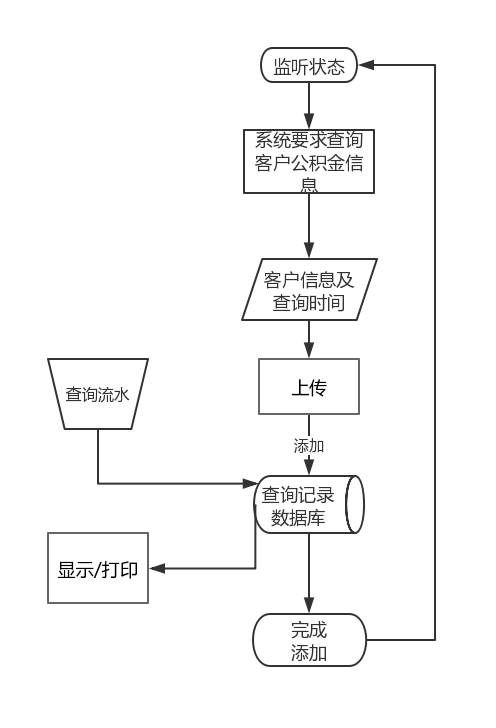 监听状态
系统要求查询
客户公积金信
息
客户信息及
查询时间
上传
查询流水
添加
查询记录
数据库
显示/打印
完成
添加